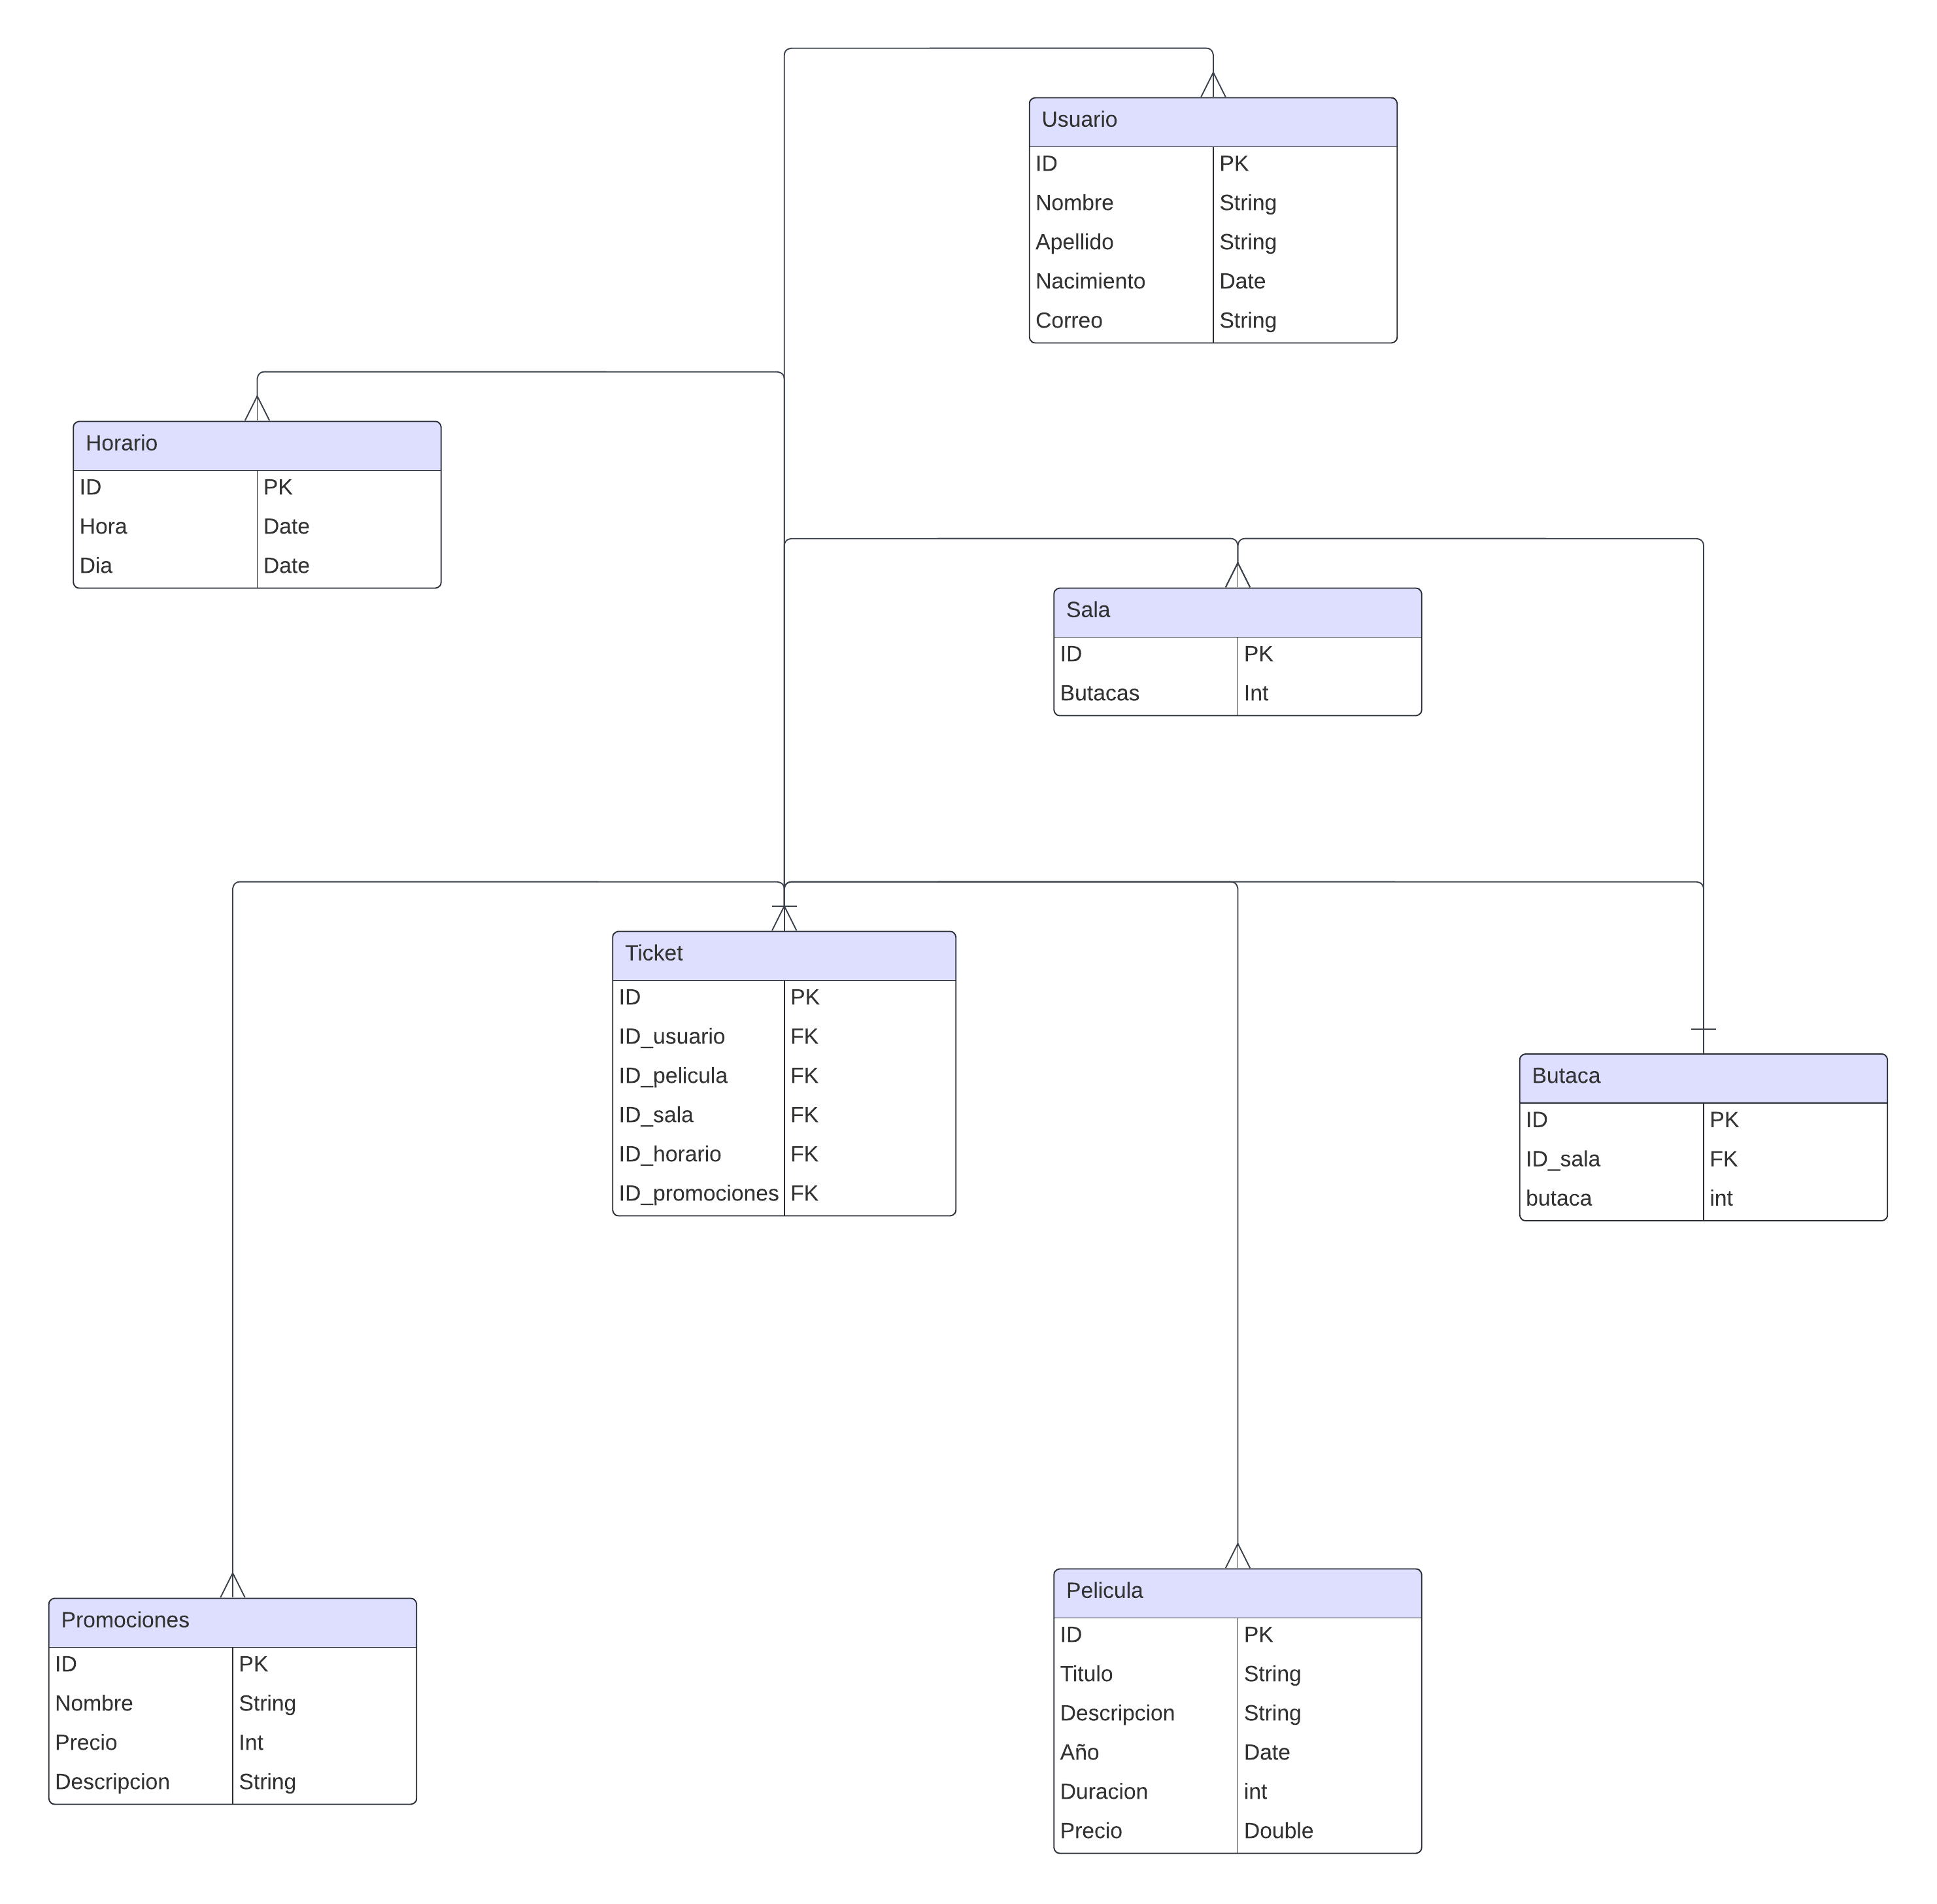 Usuario
ID PK
Nombre String
Apellido String
Nacimiento Date
Correo String
Horario
ID PK
Hora Date
Dia Date
Sala
ID PK
Butacas Int
Ticket
ID PK
ID_usuario FK
ID_pelicula FK
ID_sala FK
ID_horario FK
ID_promociones FK
Butaca
ID PK
ID_sala FK
butaca int
Promociones
ID PK
Nombre String
Precio Int
Descripcion String
Pelicula
ID PK
Titulo String
Descripcion String
Año Date
Duracion int
Precio Double